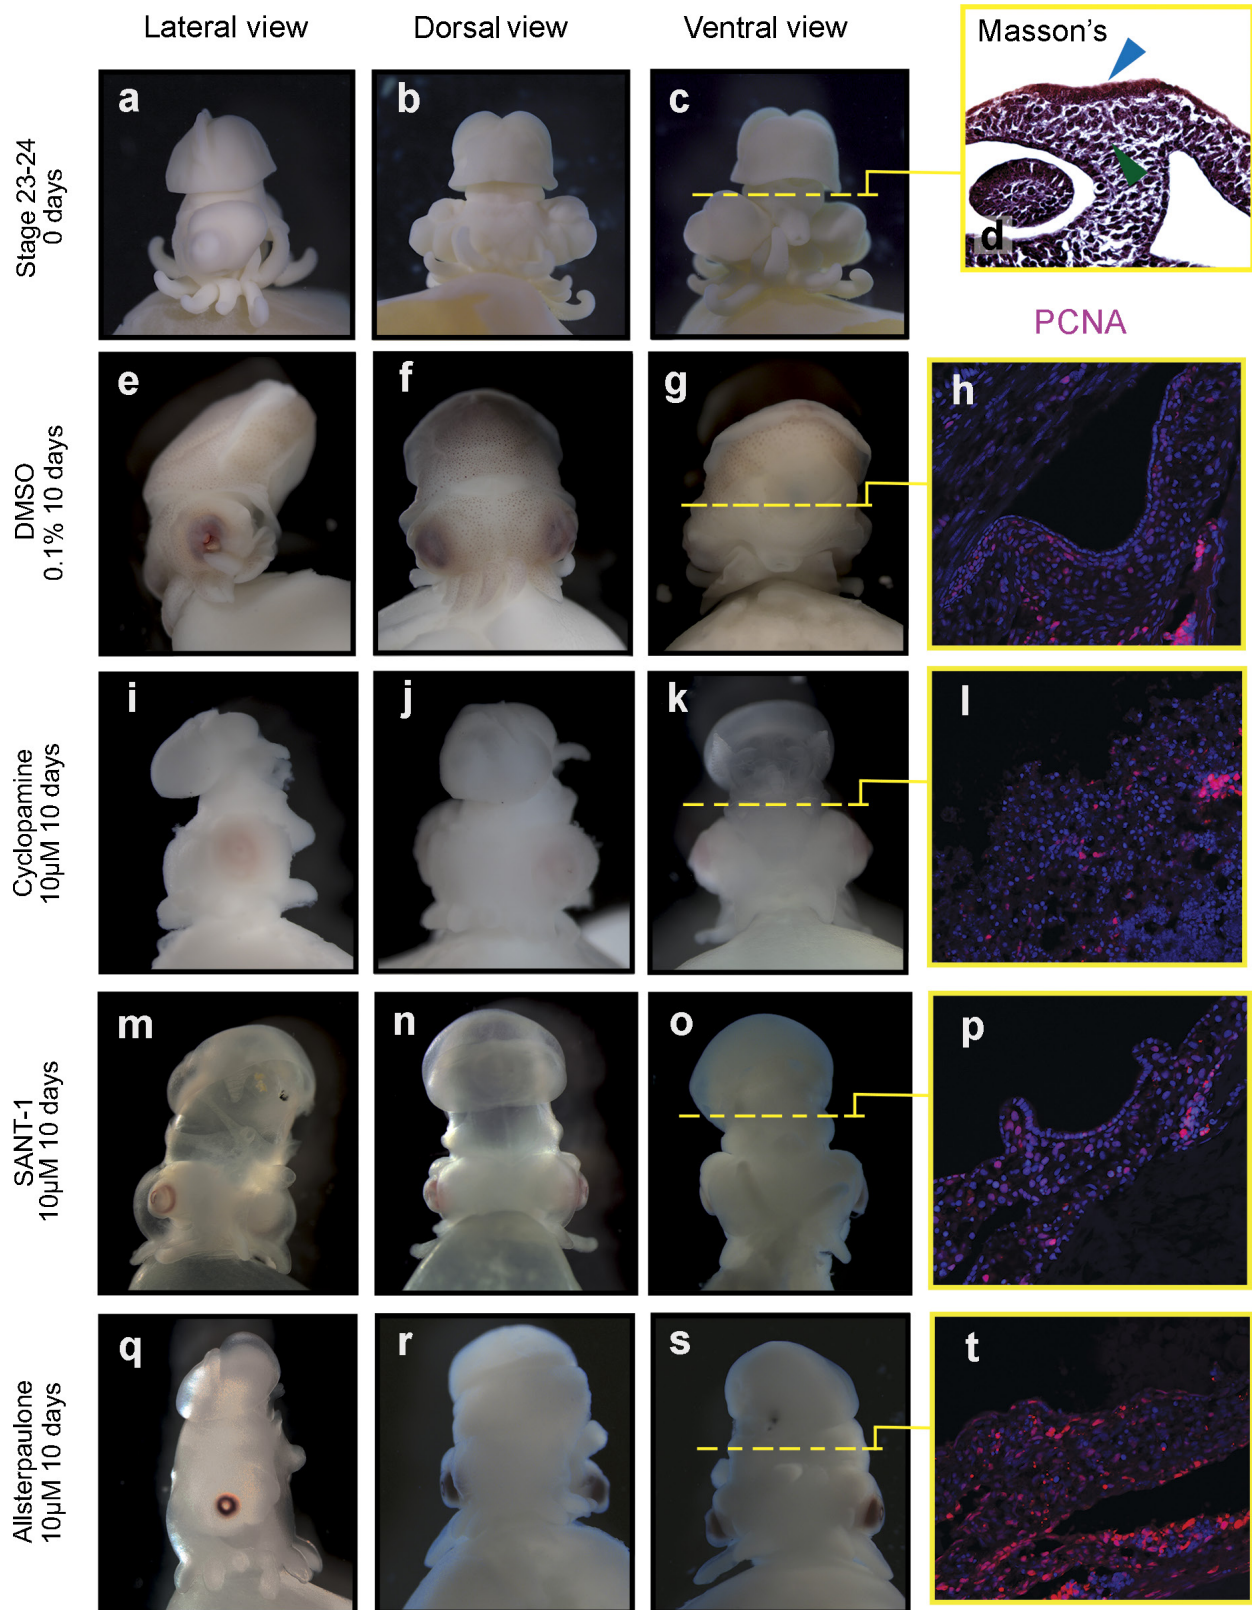 Lateral view
Dorsal view
Ventral view
Masson's
Stage 23-24
0 days
a
b
c
d
PCNA
DMSO
0.1% 10 days
e
f
g
h
Cyclopamine
10µM 10 days
i
j
k
l
SANT-1
10µM 10 days
m
n
o
p
Allsterpaulone
10µM 10 days
q
r
s
t